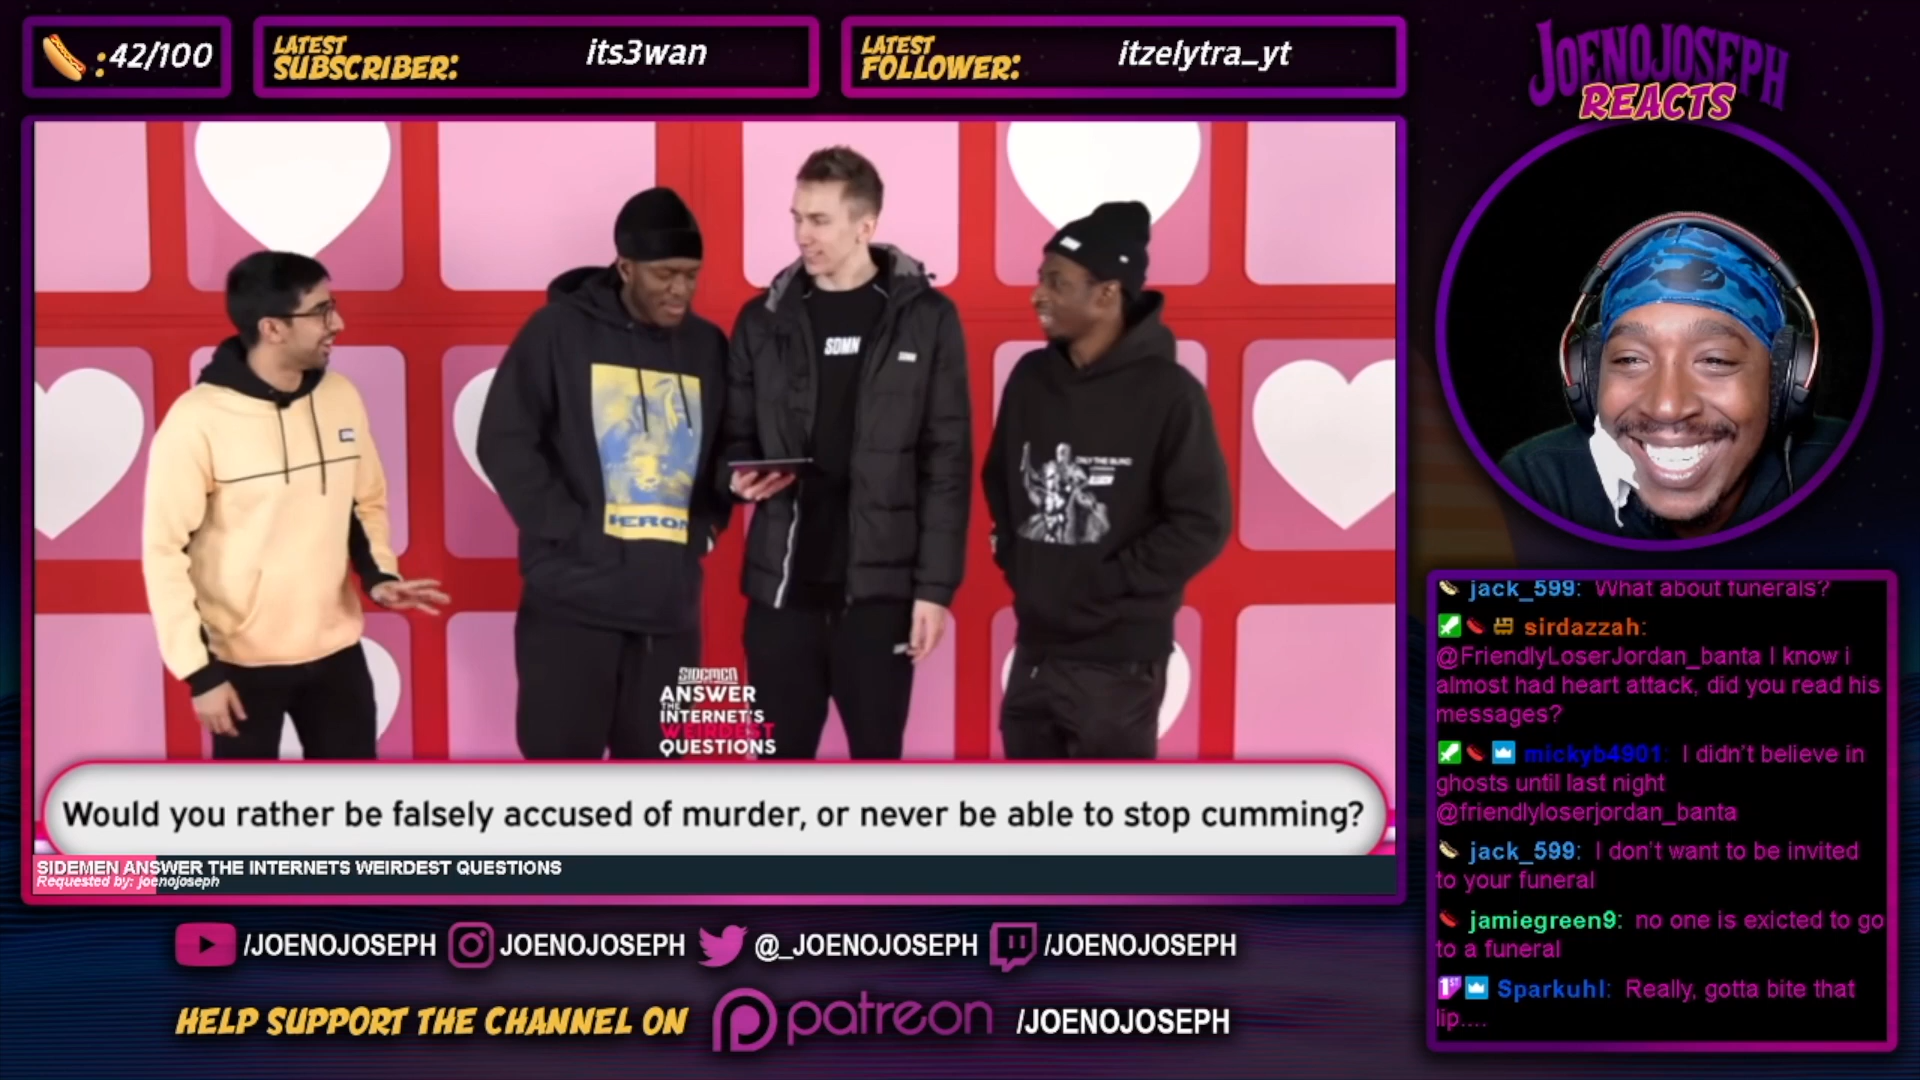 :42/100
LATEST SUBSCRIBER: its3wan
LATEST FOLLOWER: itzelytra_yt
JOENOJOSEPH
REACTS
SDMN
HERON
SIDEMEN
ANSWER
THE
INTERNET'S
WEIRDEST
QUESTIONS
Would you rather be falsely accused of murder, or never be able to stop cumming?
SIDEMEN ANSWER THE INTERNETS WEIRDEST QUESTIONS
Requested by: joenojoseph
/JOENOJOSEPH JOENOJOSEPH @_JOENOJOSEPH /JOENOJOSEPH
HELP SUPPORT THE CHANNEL ON patreon /JOENOJOSEPH
jack_599: What about funerals?
sirdazzah:
@FriendlyLoserJordan_banta I know i
almost had heart attack, did you read his
messages?
mickyb4901: I didn't believe in
ghosts until last night
@friendlyloserjordan_banta
jack_599: I don't want to be invited
to your funeral
jamiegreen9: no one is exicted to go
to a funeral
1ST Sparkuhl: Really, gotta bite that
lip....